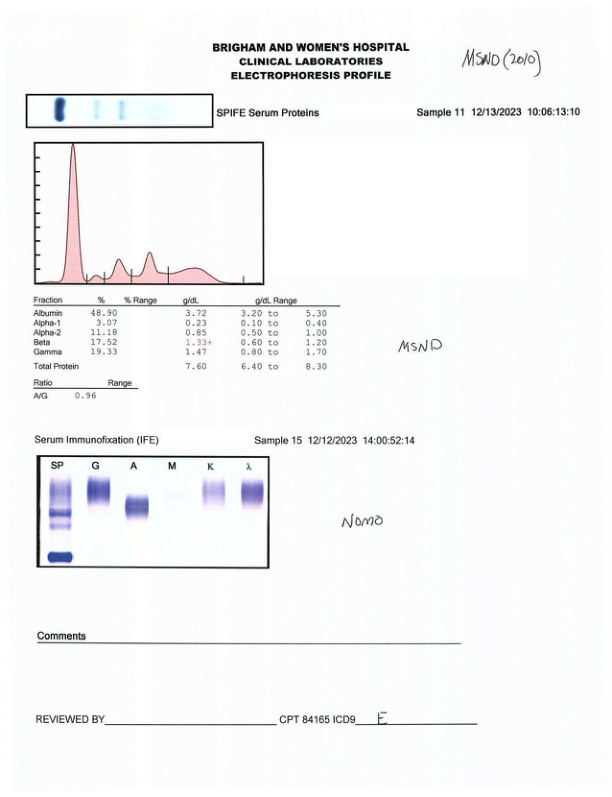 BRIGHAM AND WOMEN'S HOSPITAL
CLINICAL LABORATORIES
ELECTROPHORESIS PROFILE
MSND (2010)
SPIFE Serum Proteins Sample 11 12/13/2023 10:06:13:10
Fraction % % Range g/dL g/dL Range
Albumin 48.90 3.72 3.20 to 5.30
Alpha-1 3.07 0.23 0.10 to 0.40
Alpha-2 11.18 0.85 0.50 to 1.00
Beta 17.52 1.33+ 0.60 to 1.20
Gamma 19.33 1.47 0.80 to 1.70
MSND
Total Protein 7.60 6.40 to 8.30
Ratio Range
A/G 0.96
Serum Immunofixation (IFE) Sample 15 12/12/2023 14:00:52:14
SP G A M K λ
NOMO
Comments
REVIEWED BY CPT 84165 ICD9 E